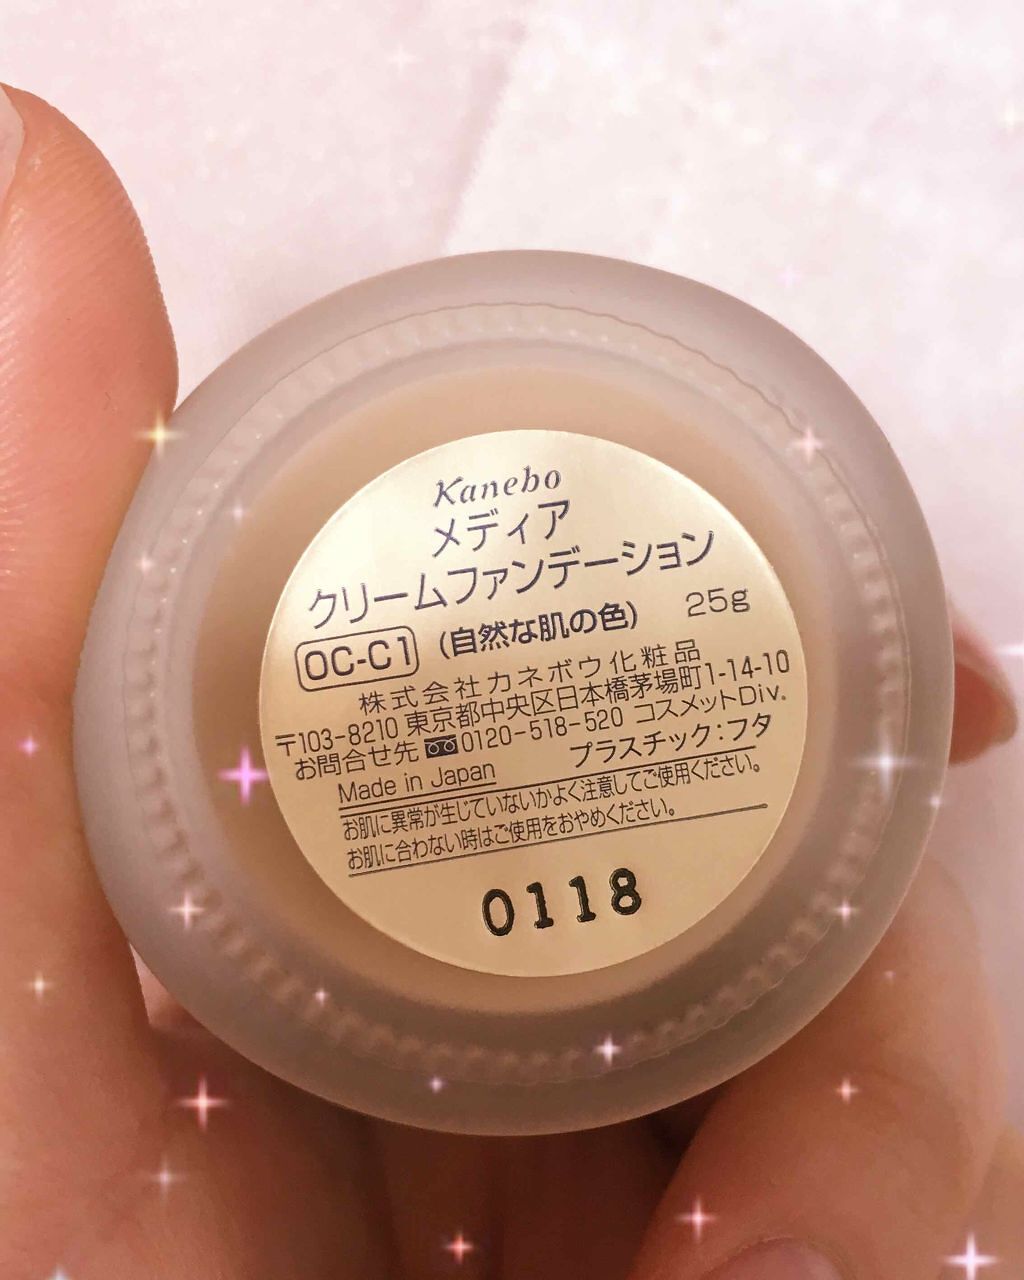 Kanebo
メディア
クリームファンデーション
OC-C1 (自然な肌の色) 25g
株式会社カネボウ化粧品
〒103-8210 東京都中央区日本橋茅場町1-14-10
お問合せ先 0120-518-520 コスメットDiv.
Made in Japan プラスチック:フタ
お肌に異常が生じていないかよく注意してご使用ください。
お肌に合わない時はご使用をおやめください。
0118